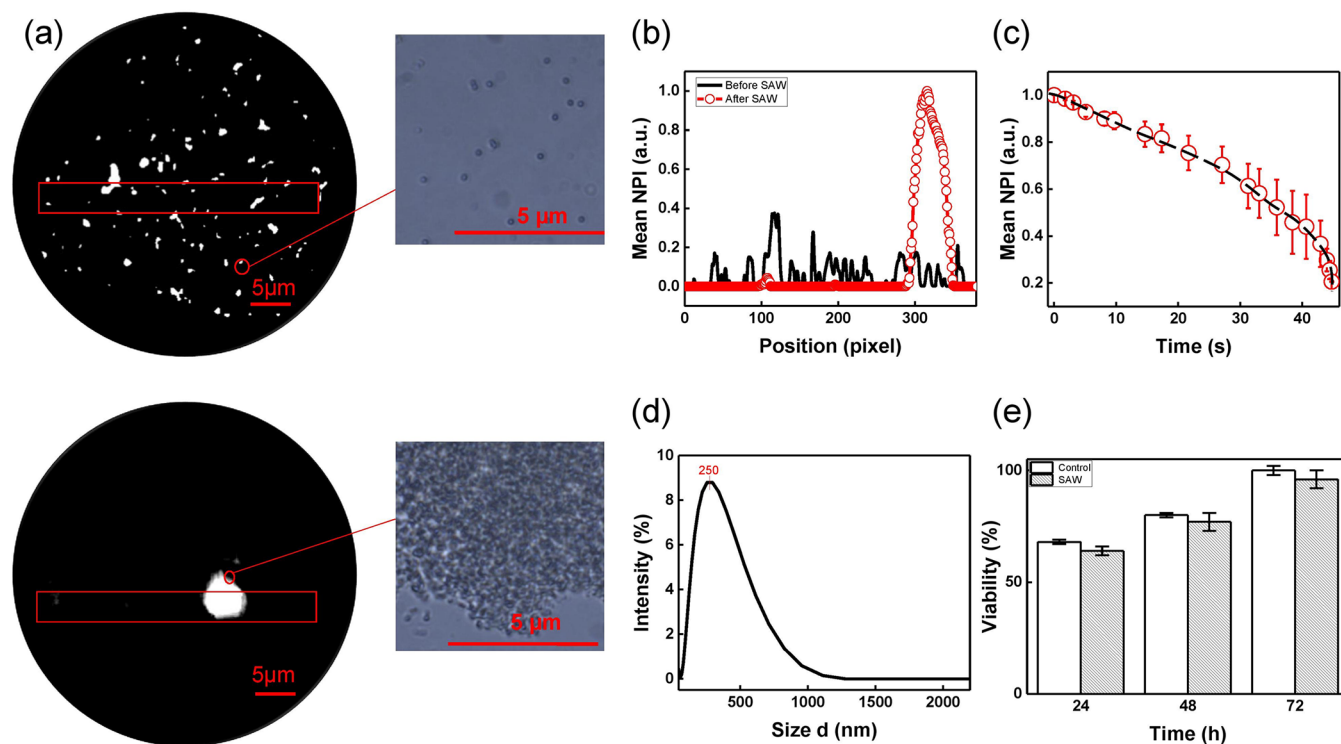 (a)
5μm
5 μm
5μm
5 μm
(b)
Before SAW
After SAW
Mean NPI (a.u.)
1.0
0.8
0.6
0.4
0.2
0.0
0 100 200 300
Position (pixel)
(c)
Mean NPI (a.u.)
1.0
0.8
0.6
0.4
0.2
0 10 20 30 40
Time (s)
(d)
250
Intensity (%)
10
8
6
4
2
0
500 1000 1500 2000
Size d (nm)
(e)
Control
SAW
Viability (%)
100
50
0
24 48 72
Time (h)